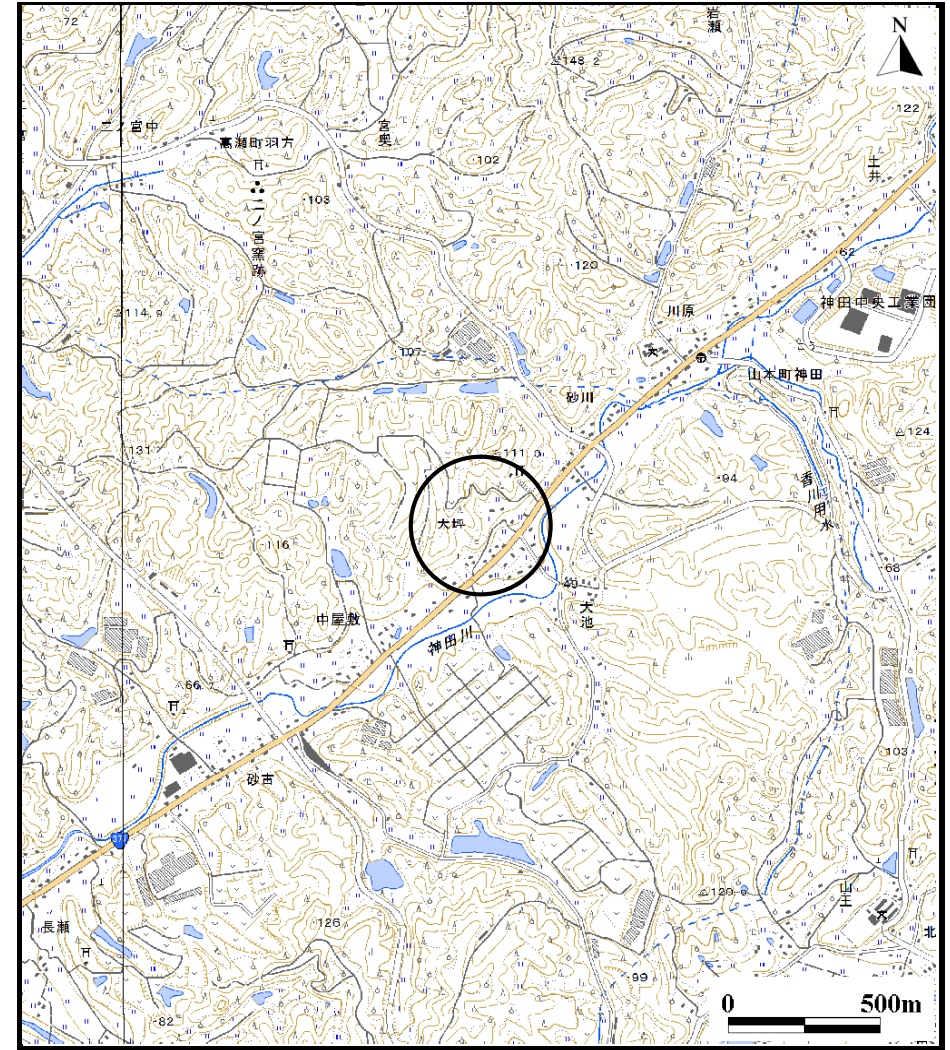 72
岩瀬
N
148.2
122
二ノ宮中
高瀬町羽方
宮奥
102
土井
二ノ宮窯跡
103
62
120
神田中央工業団
114.9
川原
107
山本町神田
砂川
124
131
111.9
94
香川用水
大坪
116
68
49
大池
中屋敷
神田川
66.7
103
砂古
377
120.6
山王
126
長瀬
北
99
0 500m
82